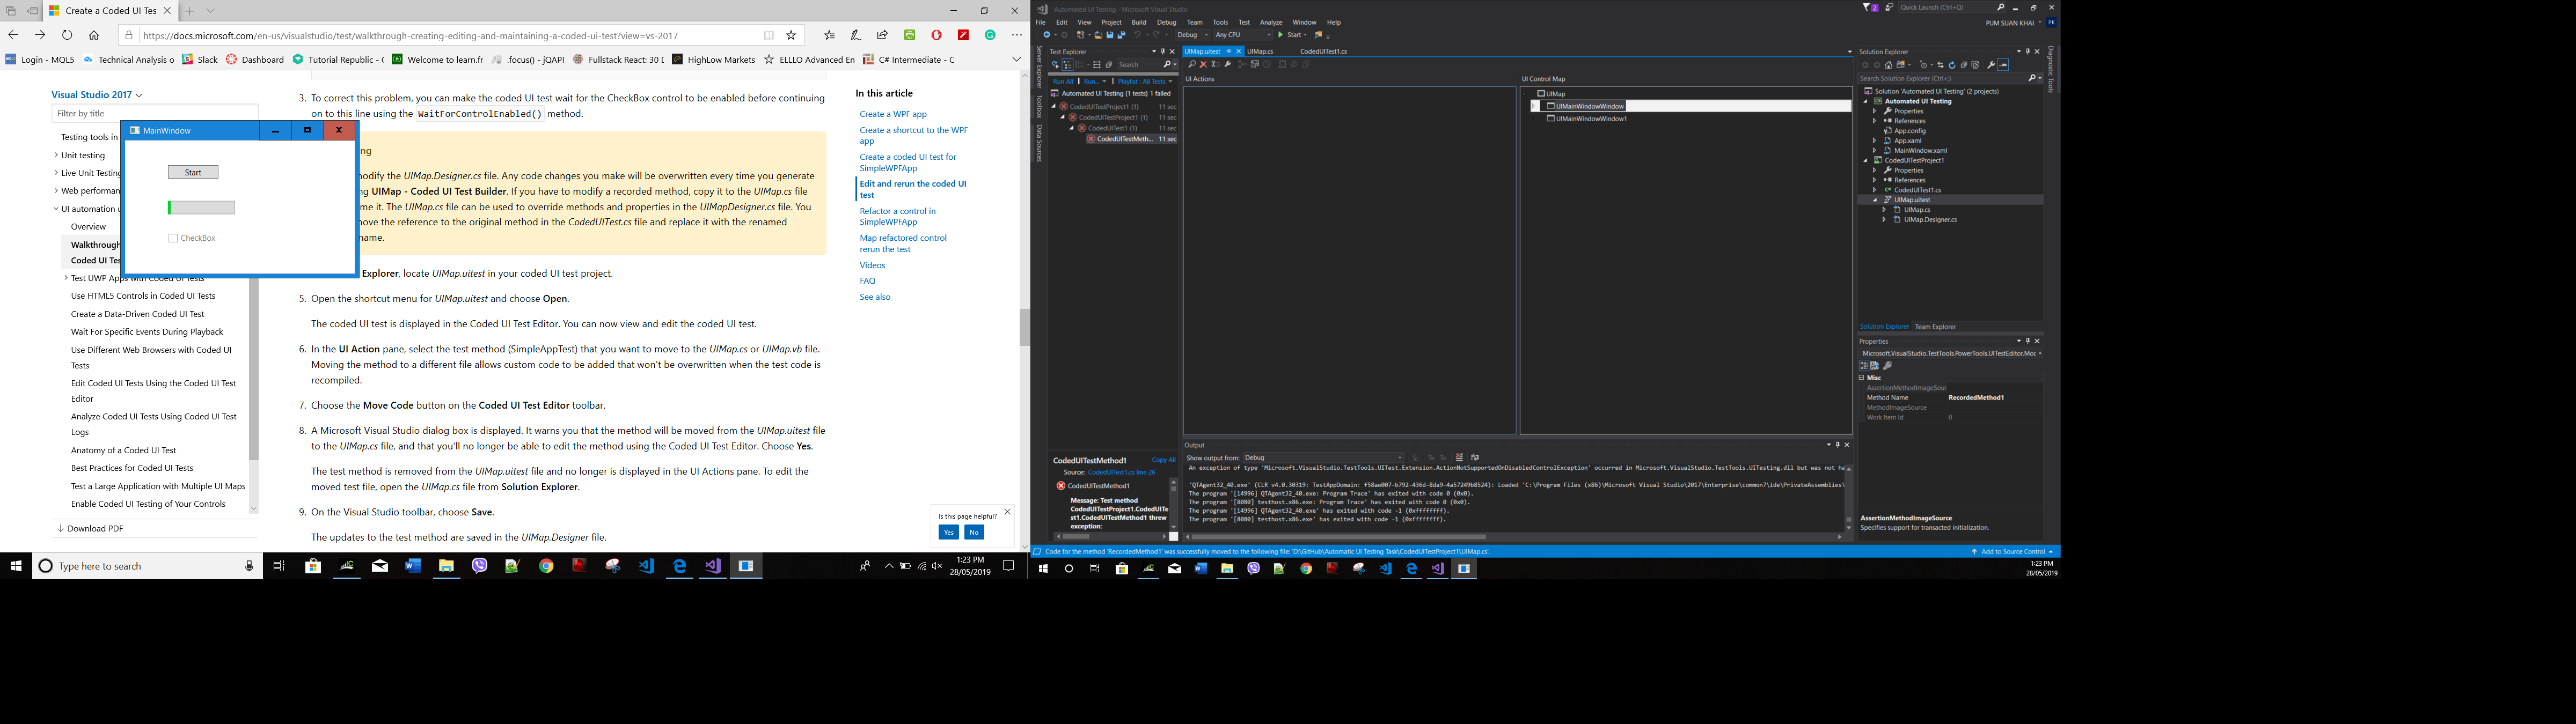 Create a Coded UI Tes
https://docs.microsoft.com/en-us/visualstudio/test/walkthrough-creating-editing-and-maintaining-a-coded-ui-test?view=vs-2017
Login - MQL5
Technical Analysis o
Slack
Dashboard
Tutorial Republic - (
Welcome to learn.fr
.focus() - jQAPI
Fullstack React: 30 D
HighLow Markets
ELLLO Advanced En
C# Intermediate - C
Visual Studio 2017
Filter by title
Testing tools in
Unit testing
Live Unit Testing
Web performan
UI automation u
Overview
Walkthrough
Coded UI Tes
Test UWP Apps with Coded UI Tests
Use HTML5 Controls in Coded UI Tests
Create a Data-Driven Coded UI Test
Wait For Specific Events During Playback
Use Different Web Browsers with Coded UI
Tests
Edit Coded UI Tests Using the Coded UI Test
Editor
Analyze Coded UI Tests Using Coded UI Test
Logs
Anatomy of a Coded UI Test
Best Practices for Coded UI Tests
Test a Large Application with Multiple UI Maps
Enable Coded UI Testing of Your Controls
Download PDF
MainWindow
Start
CheckBox
3. To correct this problem, you can make the coded UI test wait for the CheckBox control to be enabled before continuing
on to this line using the WaitForControlEnabled() method.
ng
modify the UIMap.Designer.cs file. Any code changes you make will be overwritten every time you generate
ng UIMap - Coded UI Test Builder. If you have to modify a recorded method, copy it to the UIMap.cs file
me it. The UIMap.cs file can be used to override methods and properties in the UIMapDesigner.cs file. You
move the reference to the original method in the CodedUITest.cs file and replace it with the renamed
name.
Explorer, locate UIMap.uitest in your coded UI test project.
5. Open the shortcut menu for UIMap.uitest and choose Open.
The coded UI test is displayed in the Coded UI Test Editor. You can now view and edit the coded UI test.
6. In the UI Action pane, select the test method (SimpleAppTest) that you want to move to the UIMap.cs or UIMap.vb file.
Moving the method to a different file allows custom code to be added that won't be overwritten when the test code is
recompiled.
7. Choose the Move Code button on the Coded UI Test Editor toolbar.
8. A Microsoft Visual Studio dialog box is displayed. It warns you that the method will be moved from the UIMap.uitest file
to the UIMap.cs file, and that you'll no longer be able to edit the method using the Coded UI Test Editor. Choose Yes.
The test method is removed from the UIMap.uitest file and no longer is displayed in the UI Actions pane. To edit the
moved test file, open the UIMap.cs file from Solution Explorer.
9. On the Visual Studio toolbar, choose Save.
The updates to the test method are saved in the UIMap.Designer file.
In this article
Create a WPF app
Create a shortcut to the WPF
app
Create a coded UI test for
SimpleWPFApp
Edit and rerun the coded UI
test
Refactor a control in
SimpleWPFApp
Map refactored control
rerun the test
Videos
FAQ
See also
Is this page helpful?
Yes No
Type here to search
1:23 PM
28/05/2019
Automated UI Testing - Microsoft Visual Studio
Quick Launch (Ctrl+Q)
File Edit View Project Build Debug Team Tools Test Analyze Window Help
PUM SUAN KHAI
PK
Debug
Any CPU
Start
Server Explorer
Toolbox
Data Sources
Test Explorer
Search
Run All | Run... | Playlist : All Tests
Automated UI Testing (1 tests) 1 failed
CodedUITestProject1 (1) 11 sec
CodedUITestProject1 (1) 11 sec
CodedUITest1 (1) 11 sec
CodedUITestMeth... 11 sec
CodedUITestMethod1
Copy All
Source: CodedUITest1.cs line 26
CodedUITestMethod1
Message: Test method
CodedUITestProject1.CodedUITe
st1.CodedUITestMethod1 threw
exception:
UIMap.uitest
UIMap.cs
CodedUITest1.cs
UI Actions
UI Control Map
UIMap
UIMainWindowWindow
UIMainWindowWindow1
Output
Show output from: Debug
An exception of type 'Microsoft.VisualStudio.TestTools.UITest.Extension.ActionNotSupportedOnDisabledControlException' occurred in Microsoft.VisualStudio.TestTools.UITesting.dll but was not ha
'QTAgent32_40.exe' (CLR v4.0.30319: TestAppDomain: f58ae007-b792-436d-8da9-4a57249b8524): Loaded 'C:\Program Files (x86)\Microsoft Visual Studio\2017\Enterprise\common7\ide\PrivateAssemblies\
The program '[14996] QTAgent32_40.exe: Program Trace' has exited with code 0 (0x0).
The program '[8080] testhost.x86.exe: Program Trace' has exited with code 0 (0x0).
The program '[14996] QTAgent32_40.exe' has exited with code -1 (0xffffffff).
The program '[8080] testhost.x86.exe' has exited with code -1 (0xffffffff).
Solution Explorer
Search Solution Explorer (Ctrl+;)
Solution 'Automated UI Testing' (2 projects)
Automated UI Testing
Properties
References
App.config
App.xaml
MainWindow.xaml
CodedUITestProject1
Properties
References
CodedUITest1.cs
UIMap.uitest
UIMap.cs
UIMap.Designer.cs
Solution Explorer Team Explorer
Properties
Microsoft.VisualStudio.TestTools.PowerTools.UITestEditor.Moc
Misc
AssertionMethodImageSour
Method Name RecordedMethod1
MethodImageSource
Work Item Id 0
AssertionMethodImageSource
Specifies support for transacted initialization.
Diagnostic Tools
Code for the method 'RecordedMethod1' was successfully moved to the following file: 'D:\GitHub\Automatic UI Testing Task\CodedUITestProject1\UIMap.cs'.
Add to Source Control
1:23 PM
28/05/2019